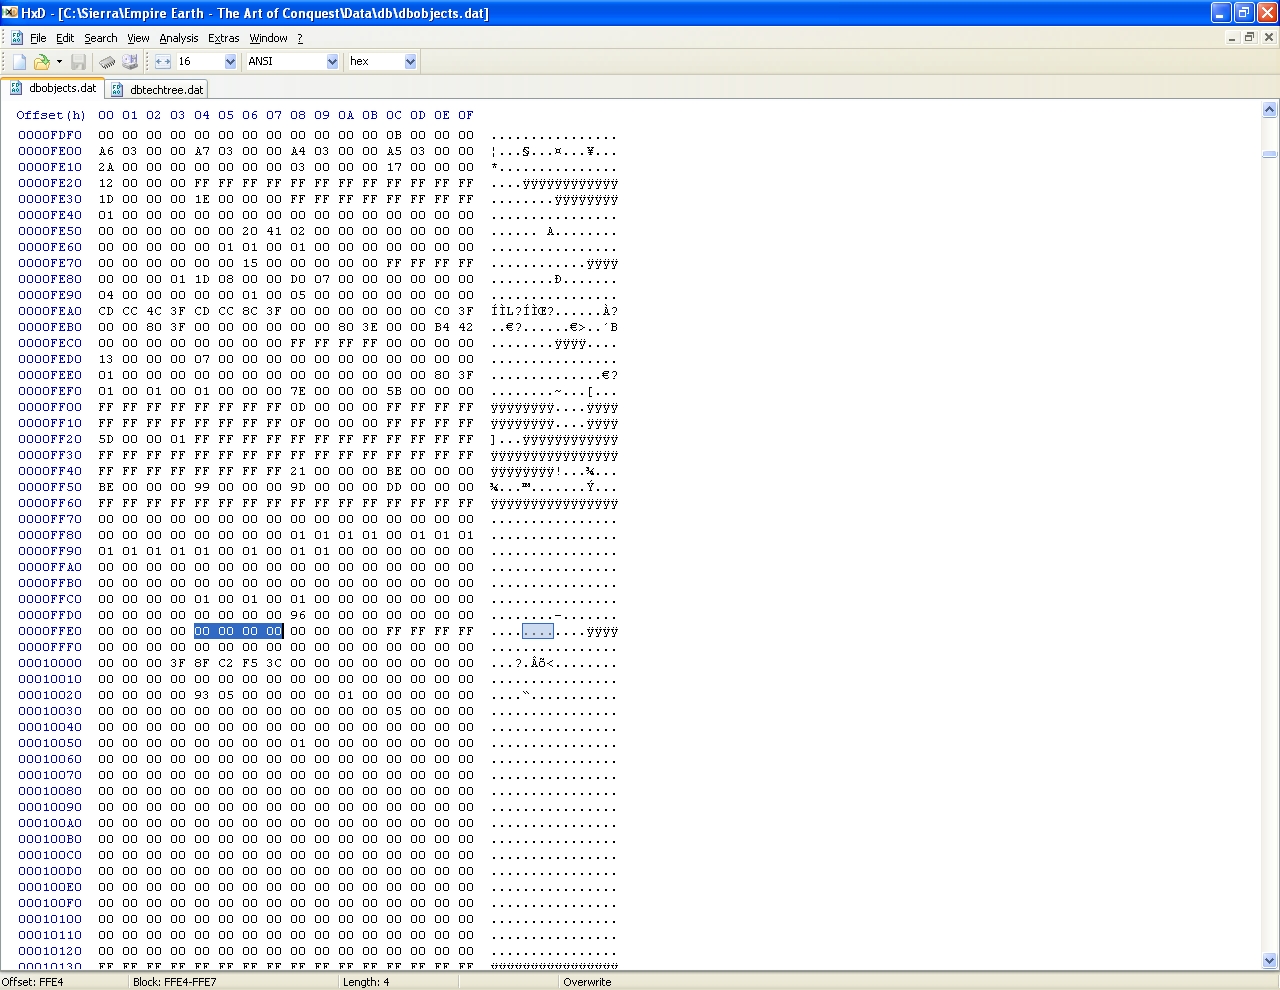 HxD - [C:\Sierra\Empire Earth - The Art of Conquest\Data\db\dbobjects.dat]
File Edit Search View Analysis Extras Window ?
16 ANSI hex
dbobjects.dat dbtechtree.dat
Offset(h) 00 01 02 03 04 05 06 07 08 09 0A 0B 0C 0D 0E 0F
0000FDF0 00 00 00 00 00 00 00 00 00 00 00 00 0B 00 00 00 ................
0000FE00 A6 03 00 00 A7 03 00 00 A4 03 00 00 A5 03 00 00 ¦...§...¤...¥...
0000FE10 2A 00 00 00 00 00 00 00 03 00 00 00 17 00 00 00 *...............
0000FE20 12 00 00 00 FF FF FF FF FF FF FF FF FF FF FF FF ....ÿÿÿÿÿÿÿÿÿÿÿÿ
0000FE30 1D 00 00 00 1E 00 00 00 FF FF FF FF FF FF FF FF ........ÿÿÿÿÿÿÿÿ
0000FE40 01 00 00 00 00 00 00 00 00 00 00 00 00 00 00 00 ................
0000FE50 00 00 00 00 00 00 20 41 02 00 00 00 00 00 00 00 ...... A........
0000FE60 00 00 00 00 00 01 01 00 01 00 00 00 00 00 00 00 ................
0000FE70 00 00 00 00 00 00 15 00 00 00 00 00 FF FF FF FF ............ÿÿÿÿ
0000FE80 00 00 00 01 1D 08 00 00 D0 07 00 00 00 00 00 00 ........Ð.......
0000FE90 04 00 00 00 00 00 01 00 05 00 00 00 00 00 00 00 ................
0000FEA0 CD CC 4C 3F CD CC 8C 3F 00 00 00 00 00 00 C0 3F ÍÌL?ÍÌŒ?......À?
0000FEB0 00 00 80 3F 00 00 00 00 00 00 80 3E 00 00 B4 42 ..€?......€>..´B
0000FEC0 00 00 00 00 00 00 00 00 FF FF FF FF 00 00 00 00 ........ÿÿÿÿ....
0000FED0 13 00 00 00 07 00 00 00 00 00 00 00 00 00 00 00 ................
0000FEE0 01 00 00 00 00 00 00 00 00 00 00 00 00 00 80 3F ..............€?
0000FEF0 01 00 01 00 01 00 00 00 7E 00 00 00 5B 00 00 00 ........~...[...
0000FF00 FF FF FF FF FF FF FF FF 0D 00 00 00 FF FF FF FF ÿÿÿÿÿÿÿÿ....ÿÿÿÿ
0000FF10 FF FF FF FF FF FF FF FF 0F 00 00 00 FF FF FF FF ÿÿÿÿÿÿÿÿ....ÿÿÿÿ
0000FF20 5D 00 00 01 FF FF FF FF FF FF FF FF FF FF FF FF ]...ÿÿÿÿÿÿÿÿÿÿÿÿ
0000FF30 FF FF FF FF FF FF FF FF FF FF FF FF FF FF FF FF ÿÿÿÿÿÿÿÿÿÿÿÿÿÿÿÿ
0000FF40 FF FF FF FF FF FF FF FF 21 00 00 00 BE 00 00 00 ÿÿÿÿÿÿÿÿ!...¾...
0000FF50 BE 00 00 00 99 00 00 00 9D 00 00 00 DD 00 00 00 ¾...™.......Ý...
0000FF60 FF FF FF FF FF FF FF FF FF FF FF FF FF FF FF FF ÿÿÿÿÿÿÿÿÿÿÿÿÿÿÿÿ
0000FF70 00 00 00 00 00 00 00 00 00 00 00 00 00 00 00 00 ................
0000FF80 00 00 00 00 00 00 00 00 01 01 01 01 00 01 01 01 ................
0000FF90 01 01 01 01 01 00 01 00 01 01 00 00 00 00 00 00 ................
0000FFA0 00 00 00 00 00 00 00 00 00 00 00 00 00 00 00 00 ................
0000FFB0 00 00 00 00 00 00 00 00 00 00 00 00 00 00 00 00 ................
0000FFC0 00 00 00 00 01 00 01 00 01 00 00 00 00 00 00 00 ................
0000FFD0 00 00 00 00 00 00 00 00 96 00 00 00 00 00 00 00 ........–.......
0000FFE0 00 00 00 00 00 00 00 00 00 00 00 00 FF FF FF FF ............ÿÿÿÿ
0000FFF0 00 00 00 00 00 00 00 00 00 00 00 00 00 00 00 00 ................
00010000 00 00 00 3F 8F C2 F5 3C 00 00 00 00 00 00 00 00 ...?.Âõ<........
00010010 00 00 00 00 00 00 00 00 00 00 00 00 00 00 00 00 ................
00010020 00 00 00 00 93 05 00 00 00 00 01 00 00 00 00 00 ....“...........
00010030 00 00 00 00 00 00 00 00 00 00 00 00 05 00 00 00 ................
00010040 00 00 00 00 00 00 00 00 00 00 00 00 00 00 00 00 ................
00010050 00 00 00 00 00 00 00 00 01 00 00 00 00 00 00 00 ................
00010060 00 00 00 00 00 00 00 00 00 00 00 00 00 00 00 00 ................
00010070 00 00 00 00 00 00 00 00 00 00 00 00 00 00 00 00 ................
00010080 00 00 00 00 00 00 00 00 00 00 00 00 00 00 00 00 ................
00010090 00 00 00 00 00 00 00 00 00 00 00 00 00 00 00 00 ................
000100A0 00 00 00 00 00 00 00 00 00 00 00 00 00 00 00 00 ................
000100B0 00 00 00 00 00 00 00 00 00 00 00 00 00 00 00 00 ................
000100C0 00 00 00 00 00 00 00 00 00 00 00 00 00 00 00 00 ................
000100D0 00 00 00 00 00 00 00 00 00 00 00 00 00 00 00 00 ................
000100E0 00 00 00 00 00 00 00 00 00 00 00 00 00 00 00 00 ................
000100F0 00 00 00 00 00 00 00 00 00 00 00 00 00 00 00 00 ................
00010100 00 00 00 00 00 00 00 00 00 00 00 00 00 00 00 00 ................
00010110 00 00 00 00 00 00 00 00 00 00 00 00 00 00 00 00 ................
00010120 00 00 00 00 00 00 00 00 00 00 00 00 00 00 00 00 ................
00010130 FF FF FF FF FF FF FF FF FF FF FF FF FF FF FF FF ÿÿÿÿÿÿÿÿÿÿÿÿÿÿÿÿ
Offset: FFE4 Block: FFE4-FFE7 Length: 4 Overwrite